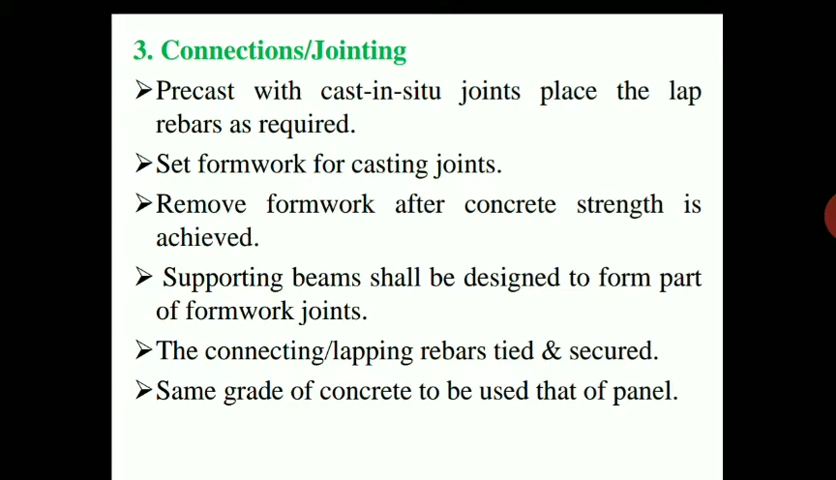 3. Connections/Jointing
➢Precast with cast-in-situ joints place the lap
rebars as required.
➢Set formwork for casting joints.
➢Remove formwork after concrete strength is
achieved.
➢ Supporting beams shall be designed to form part
of formwork joints.
➢The connecting/lapping rebars tied & secured.
➢Same grade of concrete to be used that of panel.